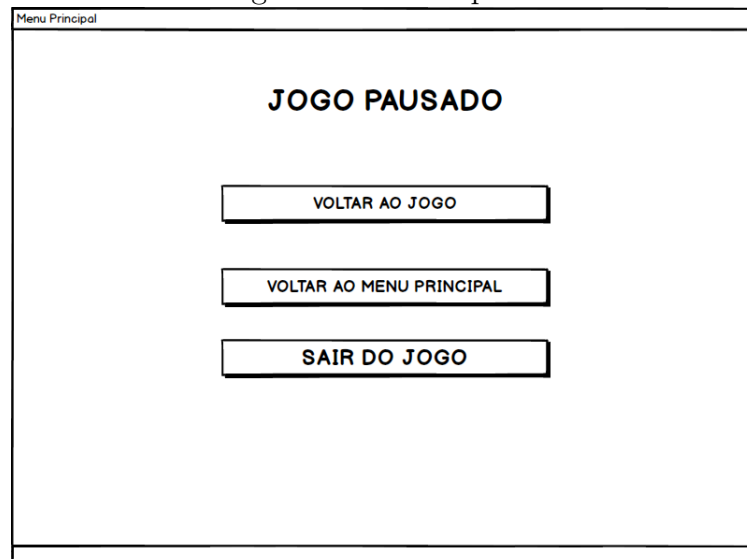 Menu Principal
JOGO PAUSADO
VOLTAR AO JOGO
VOLTAR AO MENU PRINCIPAL
SAIR DO JOGO